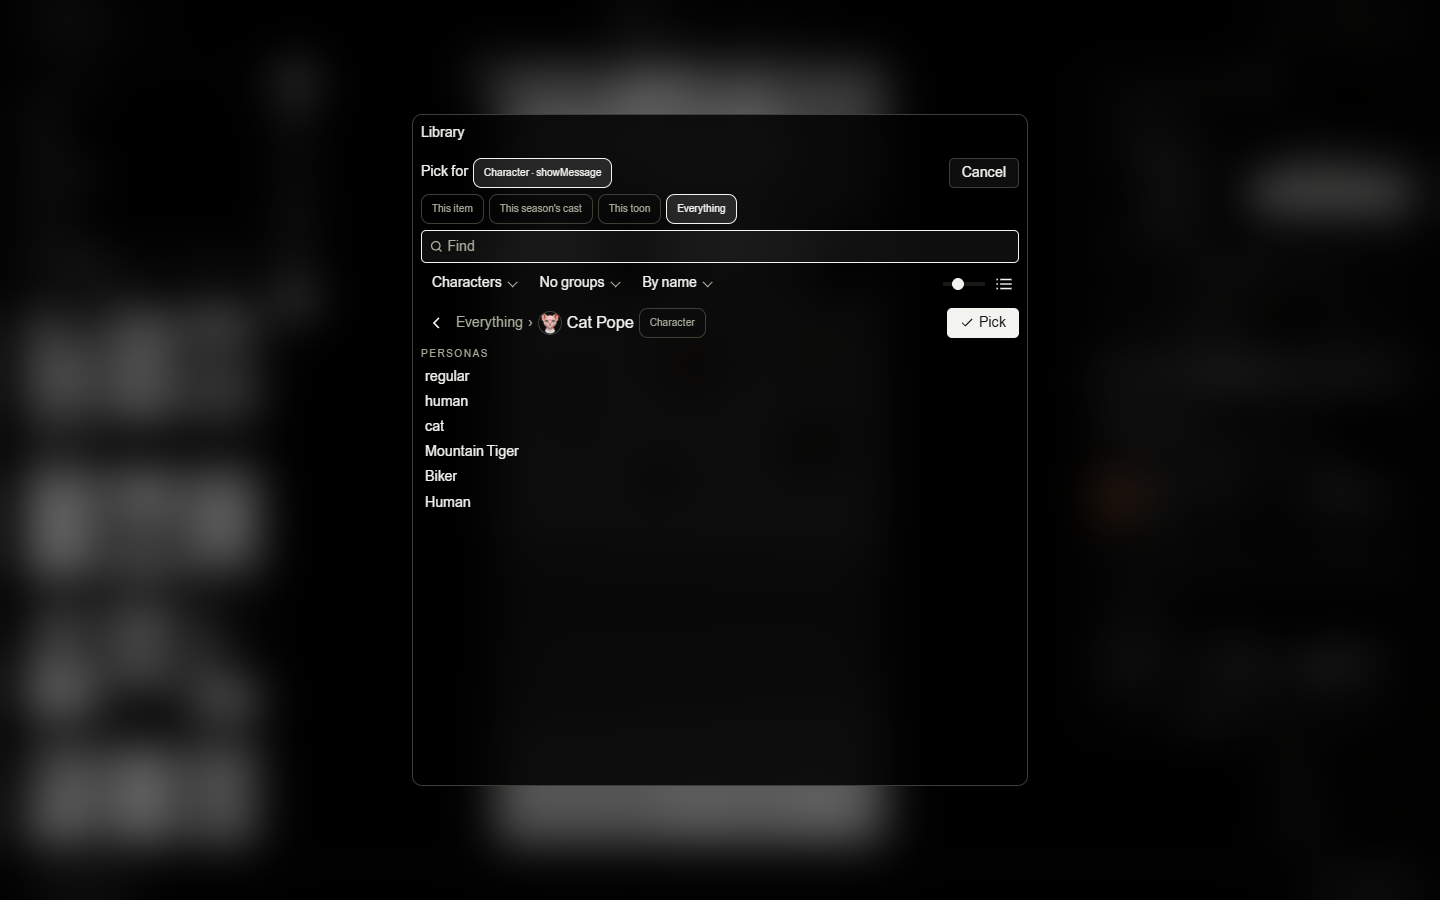 Library
Pick for Character · showMessage Cancel
This item This season's cast This toon Everything
Find
Characters No groups By name
Everything › Cat Pope Character Pick
PERSONAS
regular
human
cat
Mountain Tiger
Biker
Human